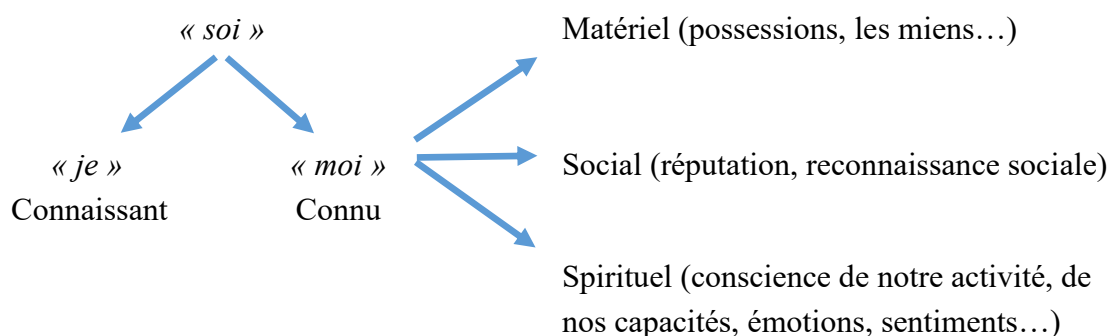 « soi »
Matériel (possessions, les miens…)
« je »
« moi »
Social (réputation, reconnaissance sociale)
Connaissant
Connu
Spirituel (conscience de notre activité, de
nos capacités, émotions, sentiments…)